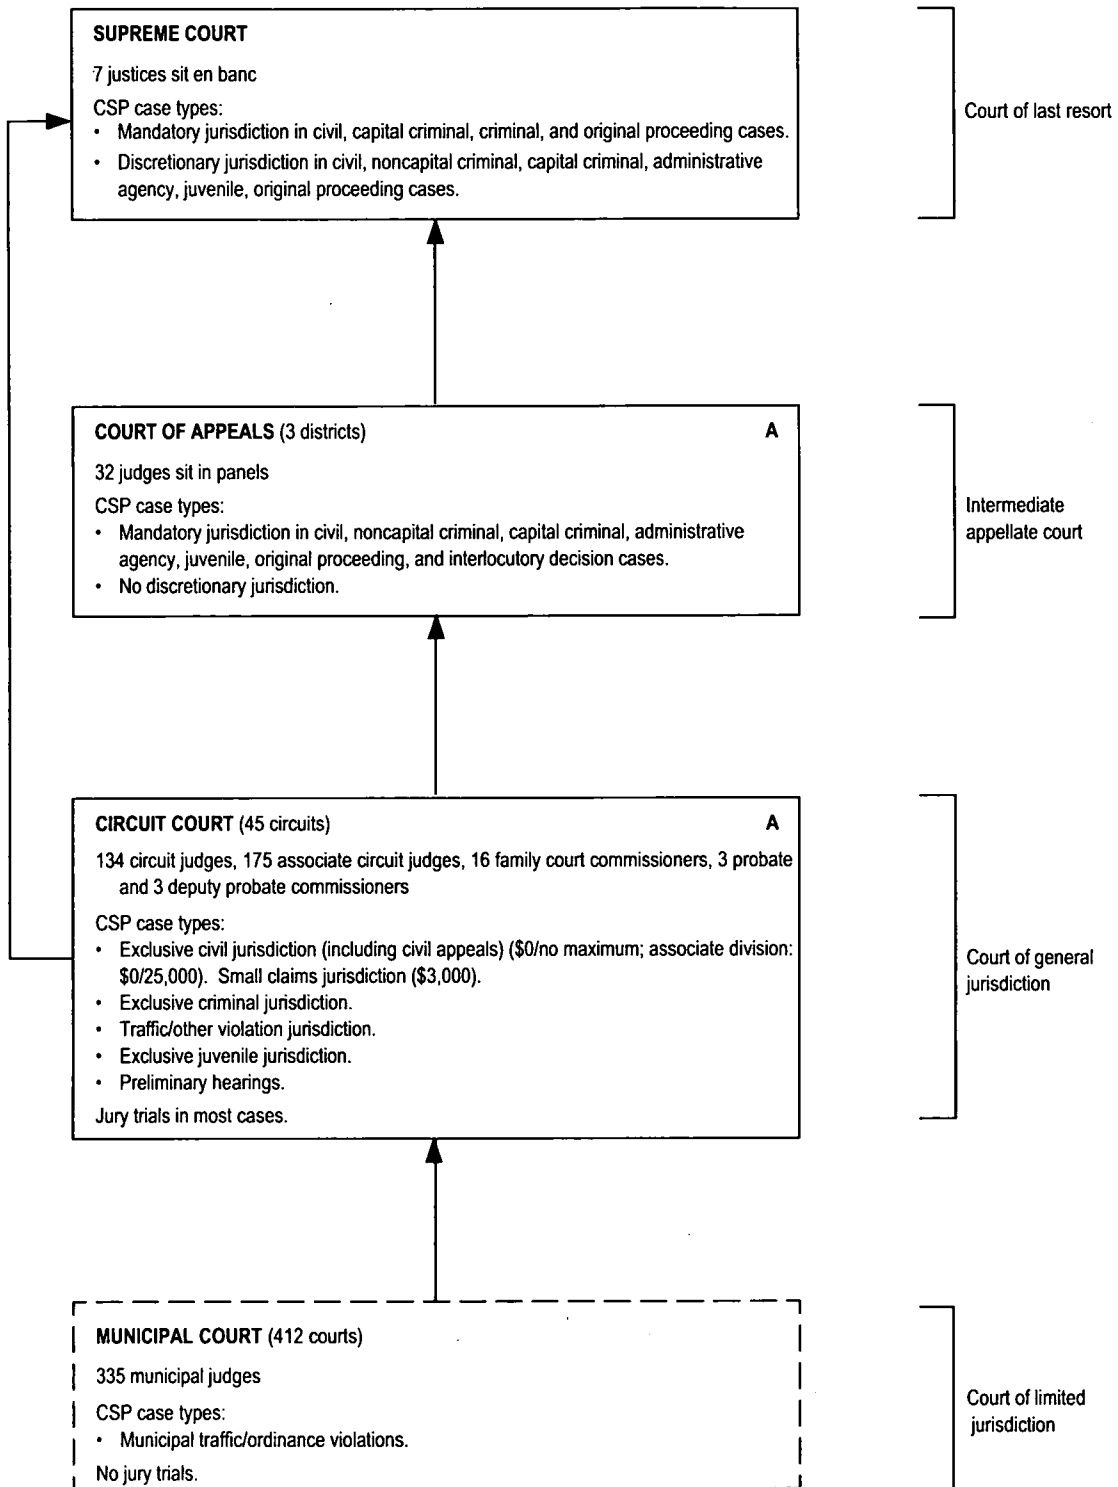 SUPREME COURT
7 justices sit en banc
CSP case types:
• Mandatory jurisdiction in civil, capital criminal, criminal, and original proceeding cases.
• Discretionary jurisdiction in civil, noncapital criminal, capital criminal, administrative
agency, juvenile, original proceeding cases.
Court of last resort
COURT OF APPEALS (3 districts) A
32 judges sit in panels
CSP case types:
• Mandatory jurisdiction in civil, noncapital criminal, capital criminal, administrative
agency, juvenile, original proceeding, and interlocutory decision cases.
• No discretionary jurisdiction.
Intermediate
appellate court
CIRCUIT COURT (45 circuits) A
134 circuit judges, 175 associate circuit judges, 16 family court commissioners, 3 probate
and 3 deputy probate commissioners
CSP case types:
• Exclusive civil jurisdiction (including civil appeals) ($0/no maximum; associate division:
$0/25,000). Small claims jurisdiction ($3,000).
• Exclusive criminal jurisdiction.
• Traffic/other violation jurisdiction.
• Exclusive juvenile jurisdiction.
• Preliminary hearings.
Jury trials in most cases.
Court of general
jurisdiction
MUNICIPAL COURT (412 courts)
335 municipal judges
CSP case types:
• Municipal traffic/ordinance violations.
No jury trials.
Court of limited
jurisdiction